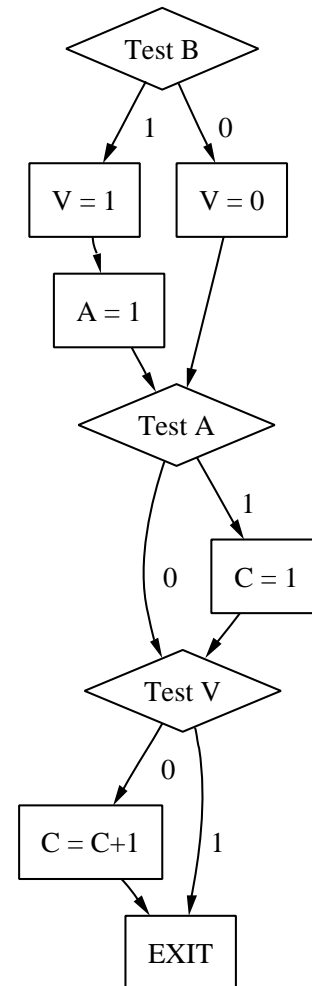 Test B
1
0
V = 1
V = 0
A = 1
Test A
1
0
C = 1
Test V
0
C = C+1
1
EXIT